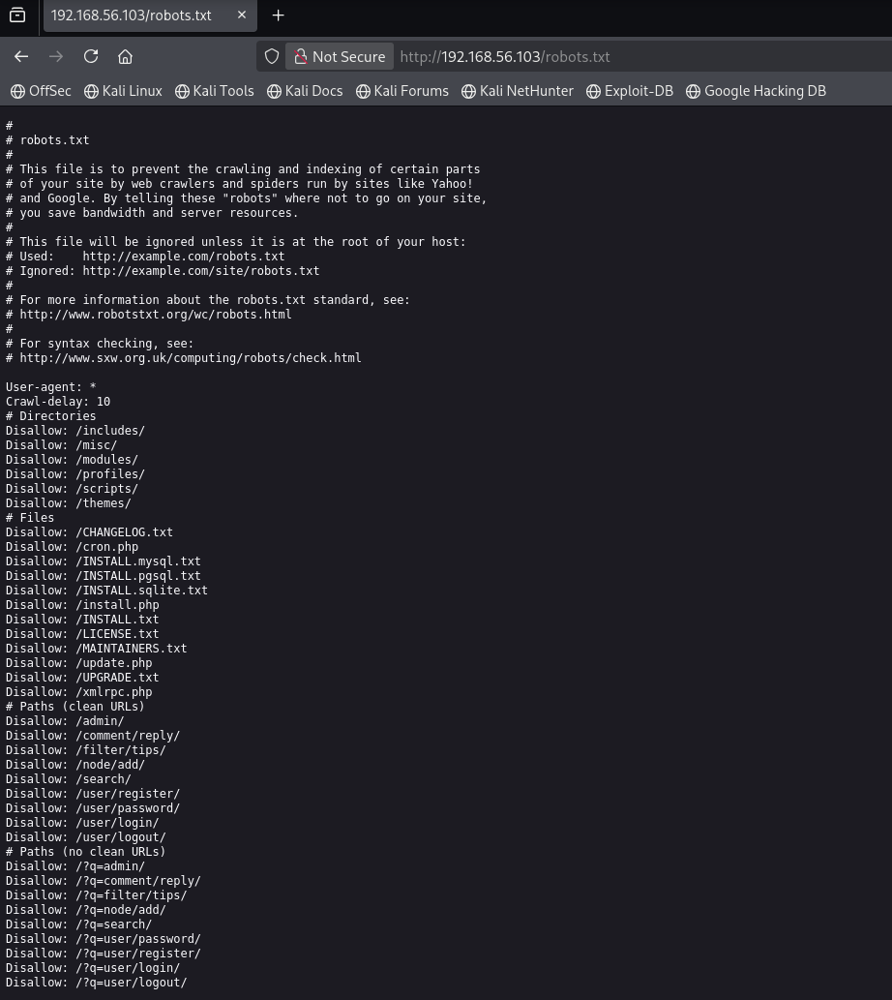 192.168.56.103/robots.txt
Not Secure http://192.168.56.103/robots.txt
OffSec Kali Linux Kali Tools Kali Docs Kali Forums Kali NetHunter Exploit-DB Google Hacking DB
#
# robots.txt
#
# This file is to prevent the crawling and indexing of certain parts
# of your site by web crawlers and spiders run by sites like Yahoo!
# and Google. By telling these "robots" where not to go on your site,
# you save bandwidth and server resources.
#
# This file will be ignored unless it is at the root of your host:
# Used:    http://example.com/robots.txt
# Ignored: http://example.com/site/robots.txt
#
# For more information about the robots.txt standard, see:
# http://www.robotstxt.org/wc/robots.html
#
# For syntax checking, see:
# http://www.sxw.org.uk/computing/robots/check.html
User-agent: *
Crawl-delay: 10
# Directories
Disallow: /includes/
Disallow: /misc/
Disallow: /modules/
Disallow: /profiles/
Disallow: /scripts/
Disallow: /themes/
# Files
Disallow: /CHANGELOG.txt
Disallow: /cron.php
Disallow: /INSTALL.mysql.txt
Disallow: /INSTALL.pgsql.txt
Disallow: /INSTALL.sqlite.txt
Disallow: /install.php
Disallow: /INSTALL.txt
Disallow: /LICENSE.txt
Disallow: /MAINTAINERS.txt
Disallow: /update.php
Disallow: /UPGRADE.txt
Disallow: /xmlrpc.php
# Paths (clean URLs)
Disallow: /admin/
Disallow: /comment/reply/
Disallow: /filter/tips/
Disallow: /node/add/
Disallow: /search/
Disallow: /user/register/
Disallow: /user/password/
Disallow: /user/login/
Disallow: /user/logout/
# Paths (no clean URLs)
Disallow: /?q=admin/
Disallow: /?q=comment/reply/
Disallow: /?q=filter/tips/
Disallow: /?q=node/add/
Disallow: /?q=search/
Disallow: /?q=user/password/
Disallow: /?q=user/register/
Disallow: /?q=user/login/
Disallow: /?q=user/logout/